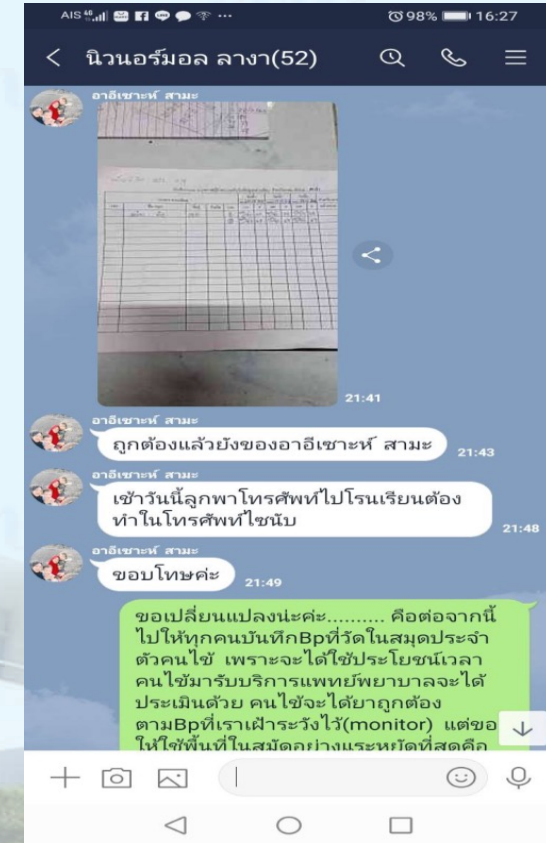 AIS 4G 98% 16:27
นิวนอร์มอล ลางา(52)
อาอีเซาะห์ สามะ
21:41
อาอีเซาะห์ สามะ
ถูกต้องแล้วยังของอาอีเซาะห์ สามะ
21:43
อาอีเซาะห์ สามะ
เช้าวันนี้ลูกพาโทรศัพท์ไปโรนเรียนต้อง
ทำในโทรศัพท์ไซนับ
21:48
อาอีเซาะห์ สามะ
ขอบโทษค่ะ
21:49
ขอเปลี่ยนแปลงน่ะค่ะ.......... คือต่อจากนี้
ไปให้ทุกคนบันทึกBpที่วัดในสมุดประจำ
ตัวคนไข้ เพราะจะได้ใช้ประโยชน์เวลา
คนไข้มารับบริการแพทย์พยาบาลจะได้
ประเมินด้วย คนไข้จะได้ยาถูกต้อง
ตามBpที่เราเฝ้าระวังไว้(monitor) แต่ขอ
ให้ใช้พื้นที่ในสมัดอย่างแระหยัดที่สดคือ